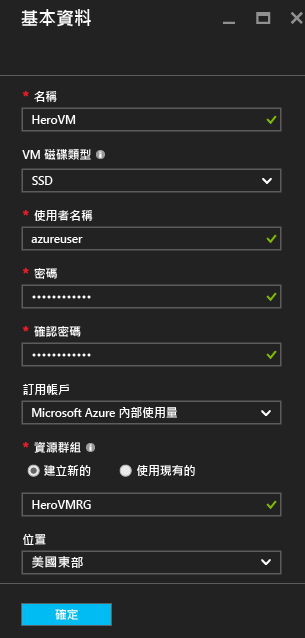 基本資料
* 名稱
HeroVM
VM 磁碟類型
SSD
* 使用者名稱
azureuser
* 密碼
••••••••••••
* 確認密碼
••••••••••••
訂用帳戶
Microsoft Azure 內部使用量
* 資源群組
建立新的 使用現有的
HeroVMRG
位置
美國東部
確定